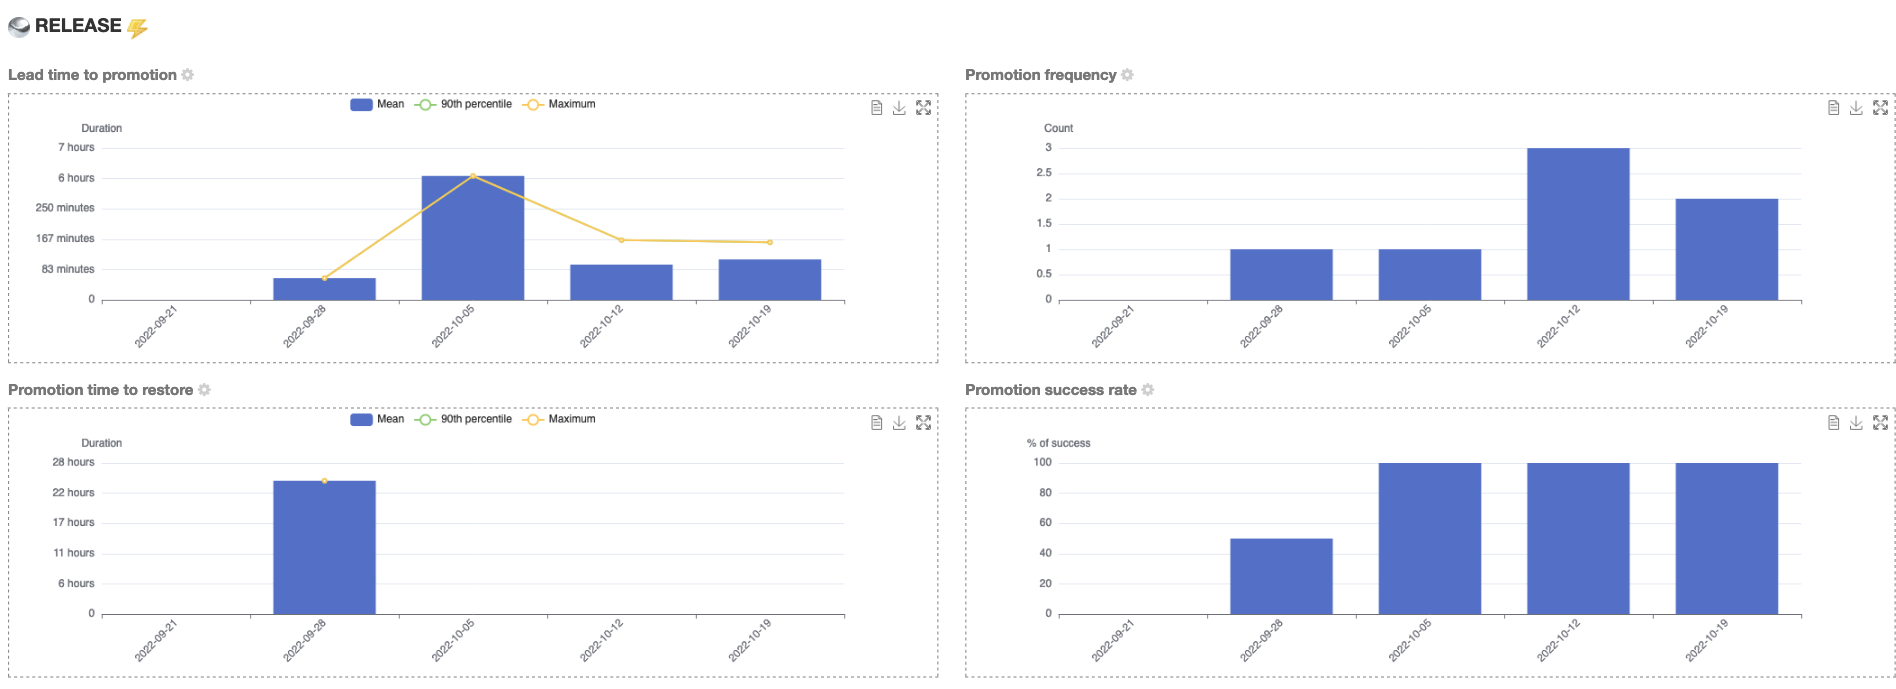 RELEASE
Lead time to promotion
Mean 90th percentile Maximum
Duration
7 hours
6 hours
250 minutes
167 minutes
83 minutes
0
2022-09-21 2022-09-28 2022-10-05 2022-10-12 2022-10-19
Promotion frequency
Count
3
2.5
2
1.5
1
0.5
0
2022-09-21 2022-09-28 2022-10-05 2022-10-12 2022-10-19
Promotion time to restore
Mean 90th percentile Maximum
Duration
28 hours
22 hours
17 hours
11 hours
6 hours
0
2022-09-21 2022-09-28 2022-10-05 2022-10-12 2022-10-19
Promotion success rate
% of success
100
80
60
40
20
0
2022-09-21 2022-09-28 2022-10-05 2022-10-12 2022-10-19